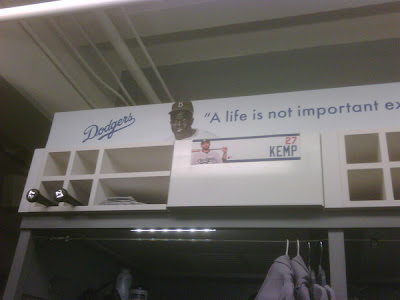 Dodgers
"A life is not important ex
27
KEMP